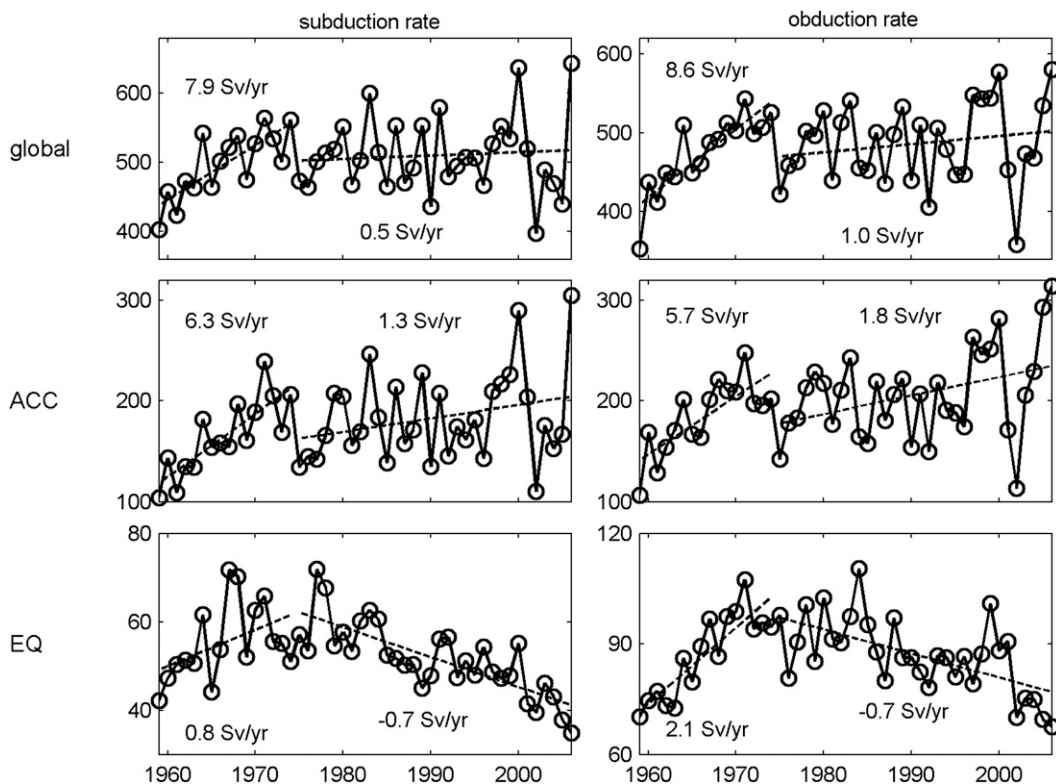 subduction rate obduction rate
global
600
500
400
7.9 Sv/yr
0.5 Sv/yr
600
500
400
8.6 Sv/yr
1.0 Sv/yr
ACC
300
200
100
6.3 Sv/yr 1.3 Sv/yr
300
200
100
5.7 Sv/yr 1.8 Sv/yr
EQ
80
60
40
0.8 Sv/yr -0.7 Sv/yr
1960 1970 1980 1990 2000
120
90
60
2.1 Sv/yr -0.7 Sv/yr
1960 1970 1980 1990 2000